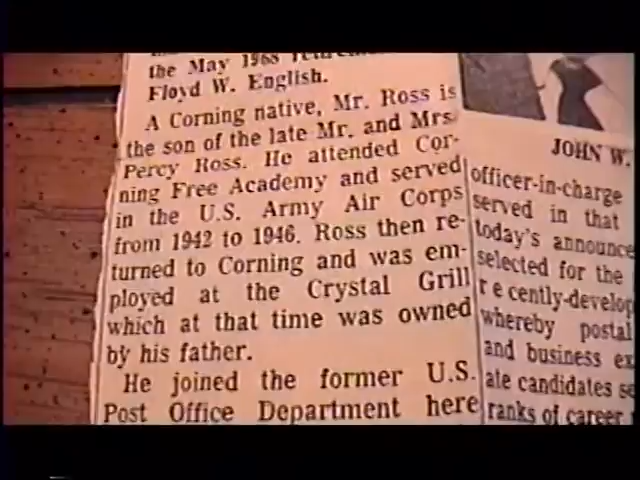 the May 1968
Floyd W. English.
A Corning native, Mr. Ross is
the son of the late Mr. and Mrs.
Percy Ross. He attended Cor-
ning Free Academy and served
in the U.S. Army Air Corps
from 1942 to 1946. Ross then re-
turned to Corning and was em-
ployed at the Crystal Grill
which at that time was owned
by his father.
He joined the former U.S.
Post Office Department here
JOHN W.
officer-in-charge
served in that
today's announce
selected for the
recently-develop
whereby postal
and business ex
ate candidates se
ranks of career